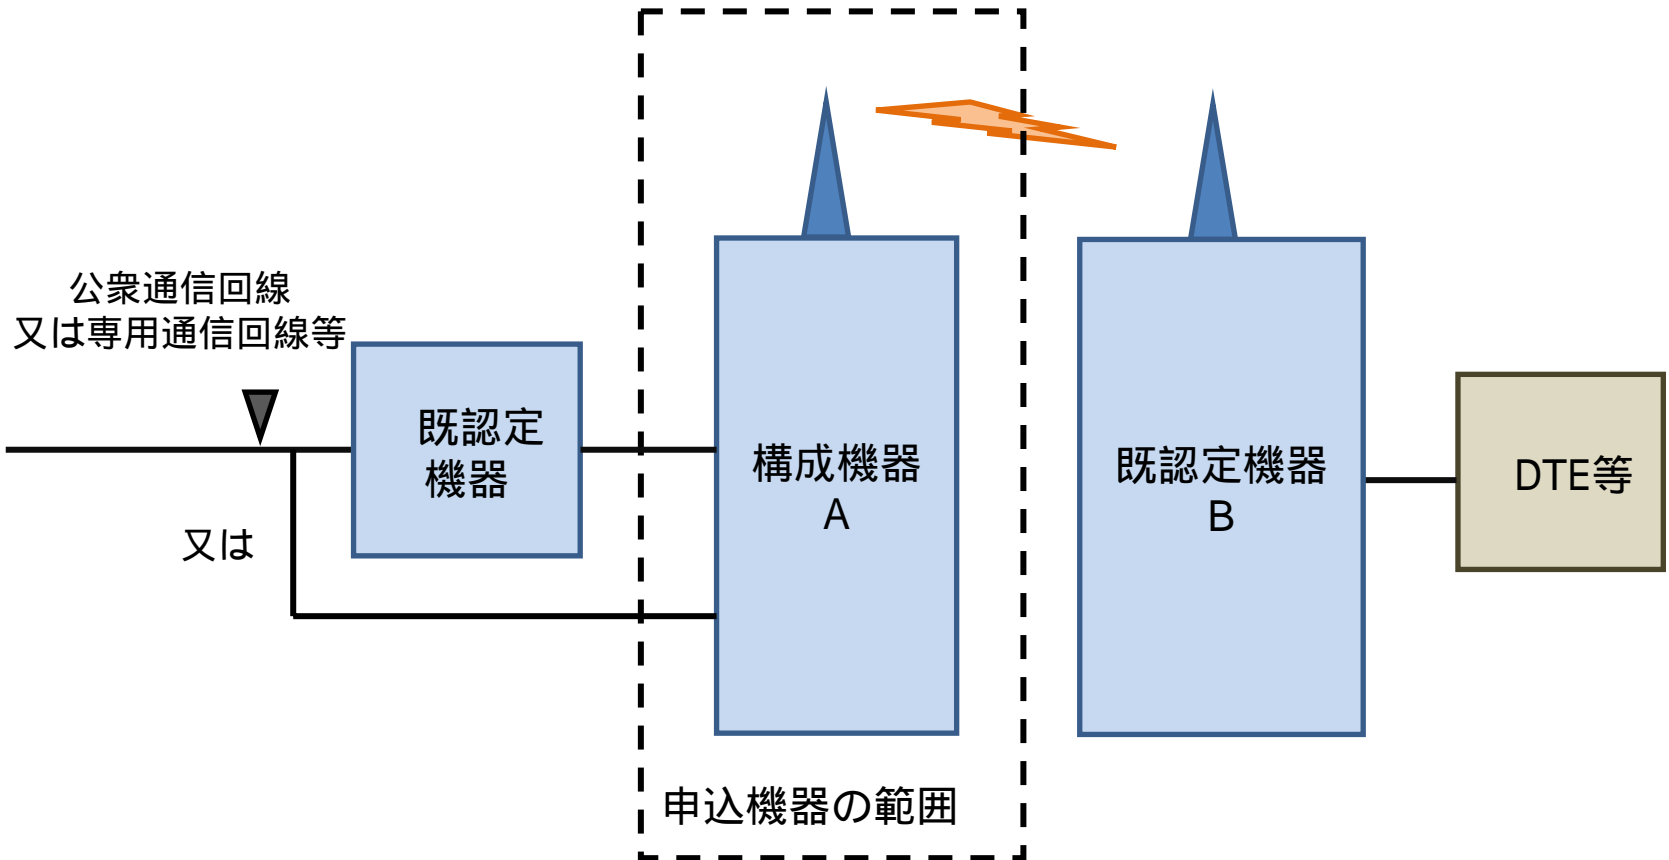 公衆通信回線
又は専用通信回線等
既認定
機器
又は
構成機器
A
申込機器の範囲
既認定機器
B
DTE等